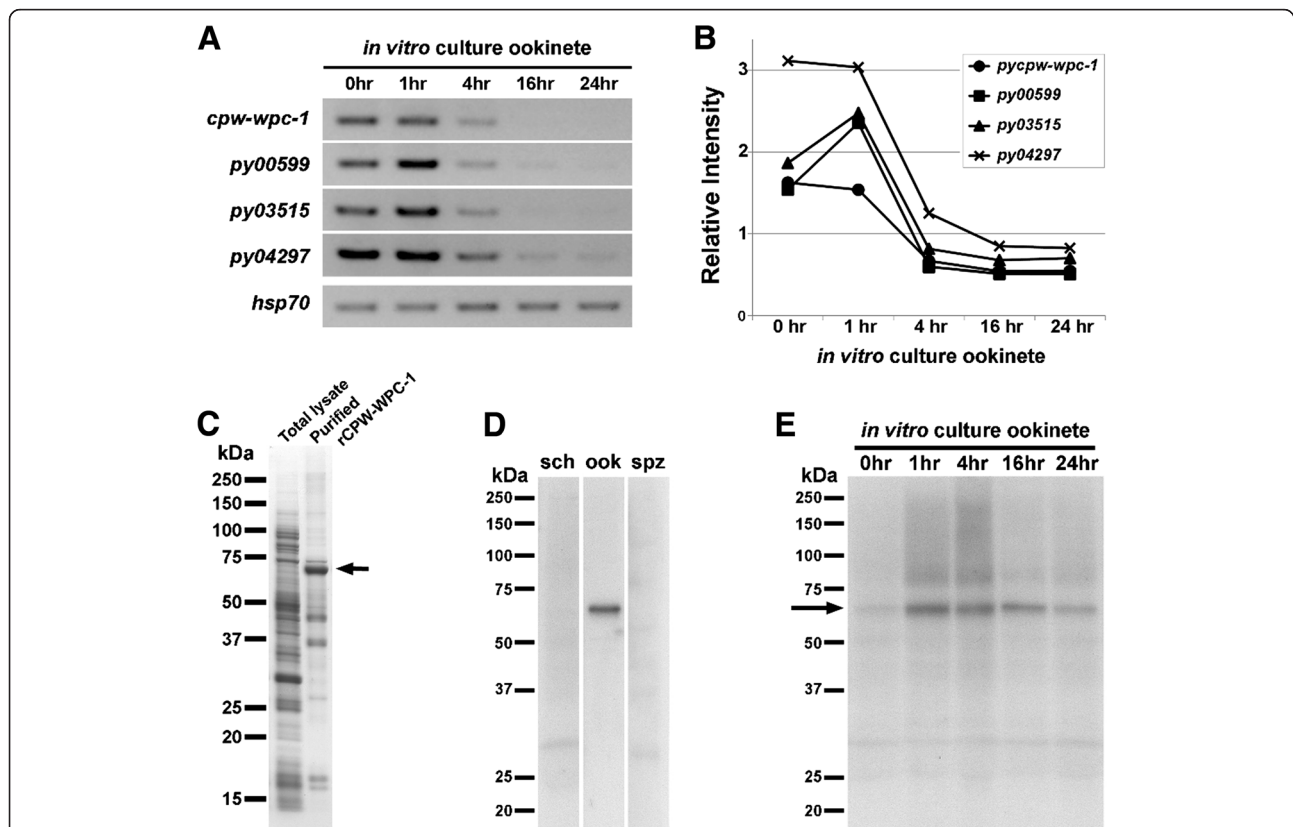 A
in vitro culture ookinete
0hr 1hr 4hr 16hr 24hr
cpw-wpc-1
py00599
py03515
py04297
hsp70
B
3
2
1
0
Relative Intensity
pycpw-wpc-1
py00599
py03515
py04297
0 hr 1 hr 4 hr 16 hr 24 hr
in vitro culture ookinete
C
Total lysate
Purified
rCPW-WPC-1
kDa
250
150
100
75
50
37
25
20
15
D
sch ook spz
kDa
250
150
100
75
50
37
25
20
E
in vitro culture ookinete
0hr 1hr 4hr 16hr 24hr
kDa
250
150
100
75
50
37
25
20